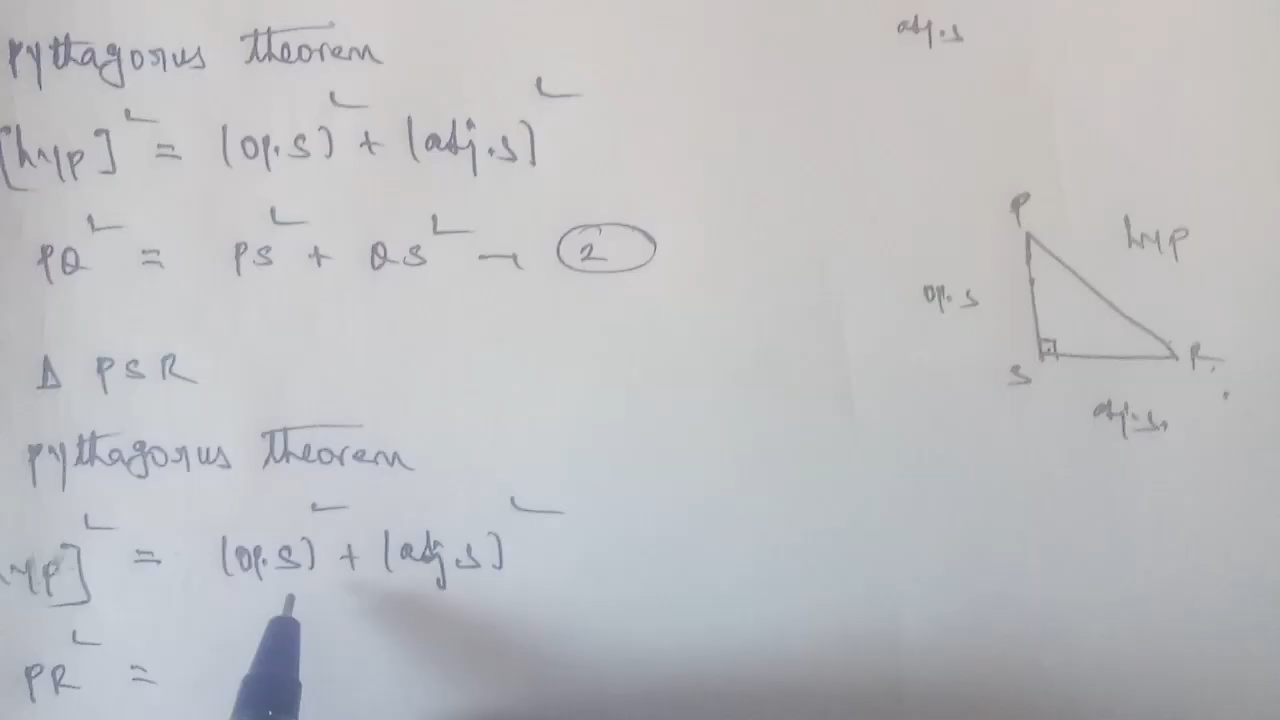 pythagorus theorem
[hyp]² = (op.s)² + (adj.s)²
PQ² = PS² + QS² — 2
Δ PSR
pythagorus theorem
yp]² = (op.s)² + (adj.s)²
PR² =
adj.s
P
hyp
op.s
S
R
adj.s